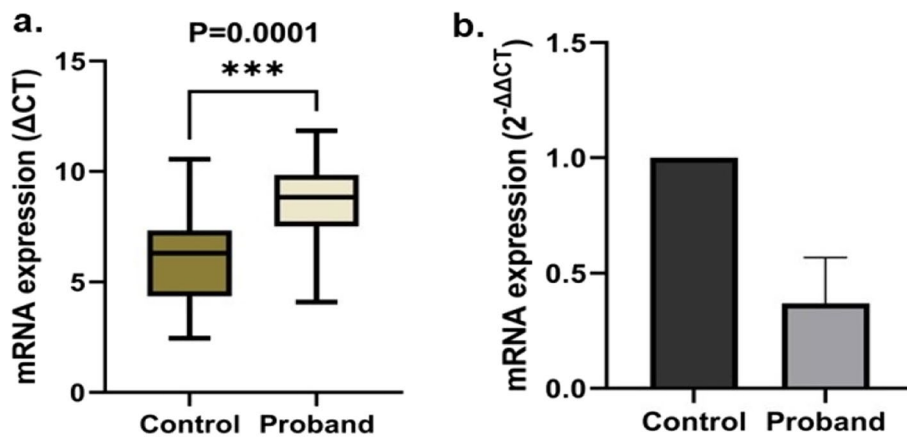 a.
P=0.0001
***
mRNA expression (ΔCT)
15
10
5
0
Control Proband
b.
mRNA expression (2^-ΔΔCT)
1.5
1.0
0.5
0.0
Control Proband